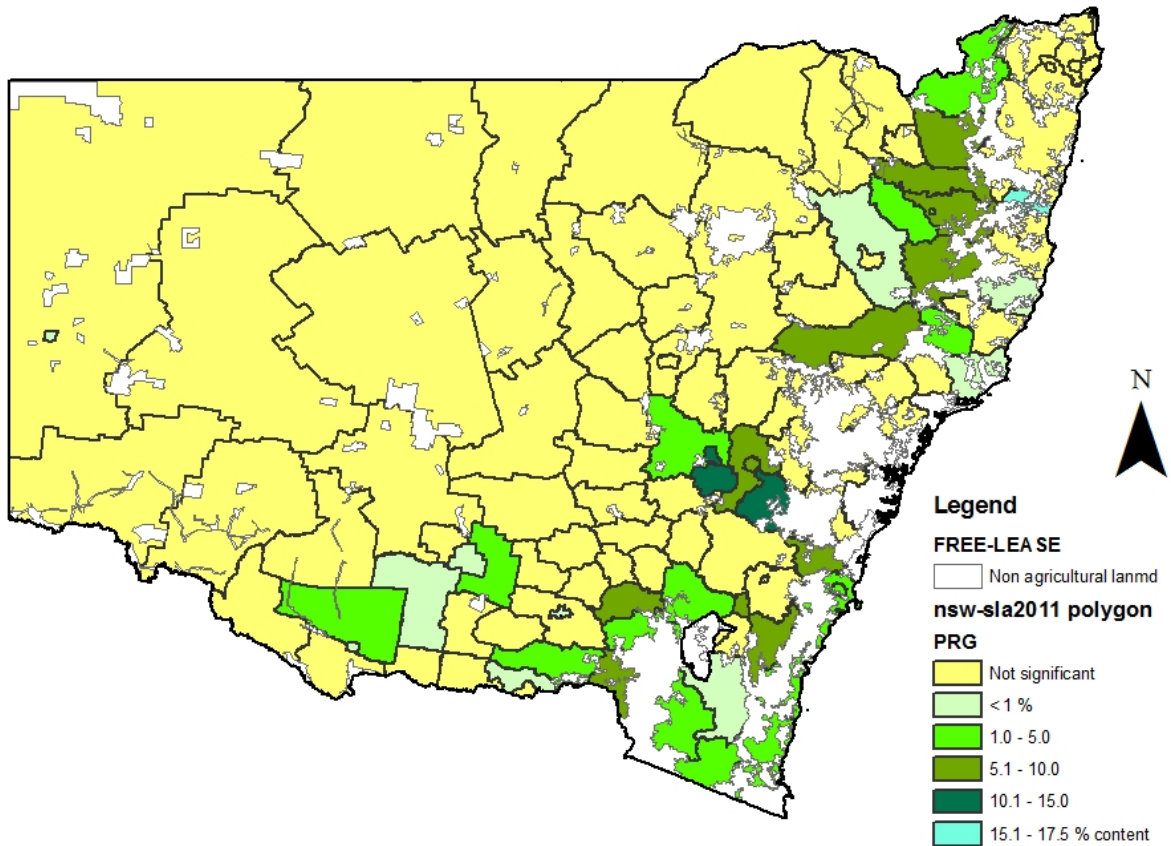 N
Legend
FREE-LEASE
Non agricultural lanmd
nsw-sla2011 polygon
PRG
Not significant
< 1 %
1.0 - 5.0
5.1 - 10.0
10.1 - 15.0
15.1 - 17.5 % content